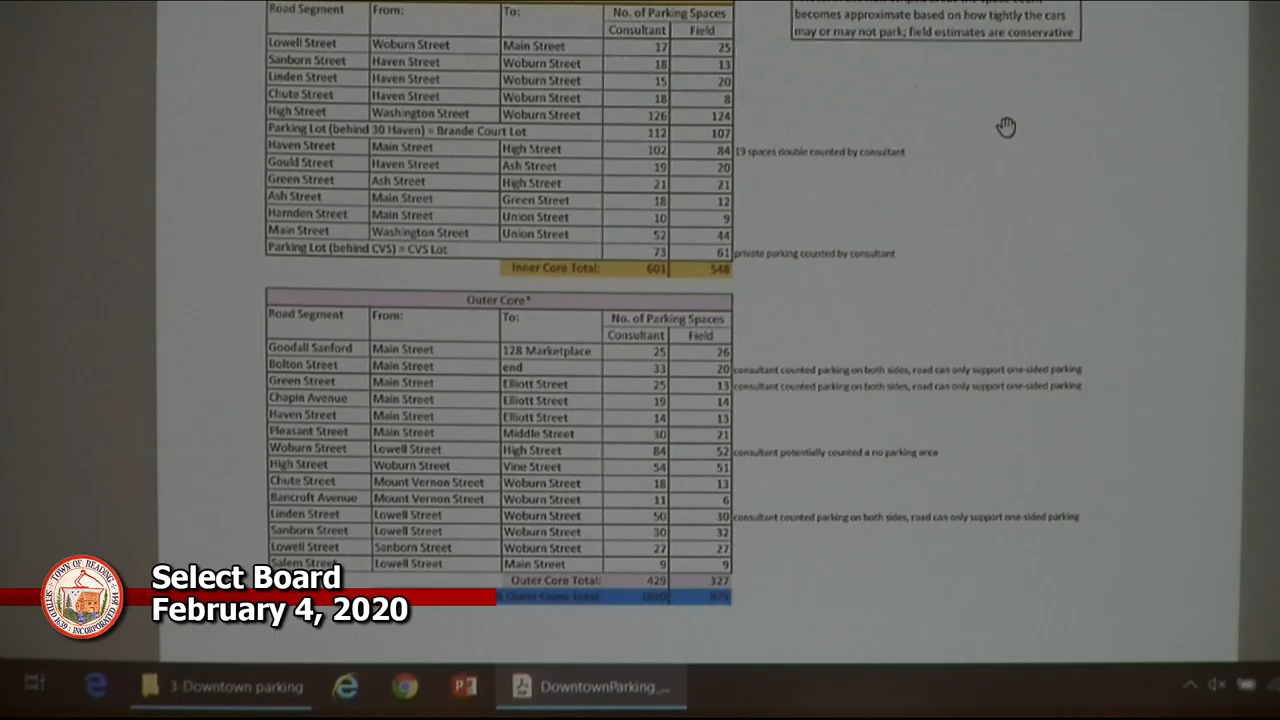 becomes approximate based on how tightly the cars
may or may not park; field estimates are conservative
Road Segment From: To: No. of Parking Spaces
Consultant Field
Lowell Street Woburn Street Main Street 17 25
Sanborn Street Haven Street Woburn Street 18 13
Linden Street Haven Street Woburn Street 15 20
Chute Street Haven Street Woburn Street 18 8
High Street Washington Street Woburn Street 126 124
Parking Lot (behind 30 Haven) = Brande Court Lot 112 107
Haven Street Main Street High Street 102 84 19 spaces double counted by consultant
Gould Street Haven Street Ash Street 19 20
Green Street Ash Street High Street 21 21
Ash Street Main Street Green Street 18 12
Harnden Street Main Street Union Street 10 9
Main Street Washington Street Union Street 52 44
Parking Lot (behind CVS) = CVS Lot 73 61 private parking counted by consultant
Inner Core Total: 601 548
Outer Core*
Road Segment From: To: No. of Parking Spaces
Consultant Field
Goodall Sanford Main Street 128 Marketplace 25 26
Bolton Street Main Street end 33 20 consultant counted parking on both sides, road can only support one-sided parking
Green Street Main Street Elliott Street 25 13 consultant counted parking on both sides, road can only support one-sided parking
Chapin Avenue Main Street Elliott Street 19 14
Haven Street Main Street Elliott Street 14 13
Pleasant Street Main Street Middle Street 30 21
Woburn Street Lowell Street High Street 84 52 consultant potentially counted a no parking area
High Street Woburn Street Vine Street 54 51
Chute Street Mount Vernon Street Woburn Street 18 13
Bancroft Avenue Mount Vernon Street Woburn Street 11 6
Linden Street Lowell Street Woburn Street 50 30 consultant counted parking on both sides, road can only support one-sided parking
Sanborn Street Lowell Street Woburn Street 30 32
Lowell Street Sanborn Street Woburn Street 27 27
Salem Street Lowell Street Main Street 9 9
Outer Core Total: 429 327
& Outer Cores Total: 1030 875
TOWN OF READING
SETTLED 1639 INCORPORATED 1644
Select Board
February 4, 2020
3-Downtown parking
DowntownParking_...